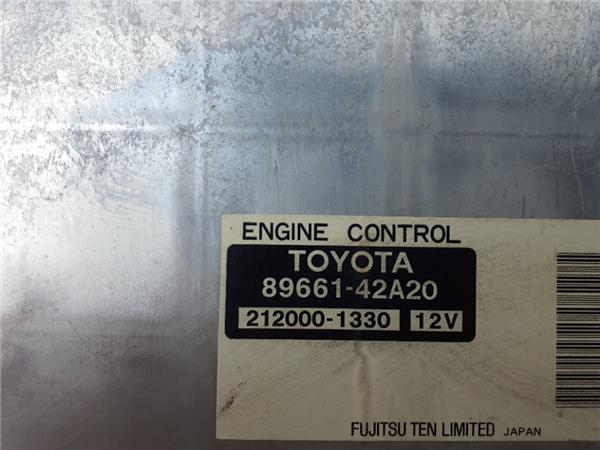 ENGINE CONTROL
TOYOTA
89661-42A20
212000-1330 12V
FUJITSU TEN LIMITED JAPAN